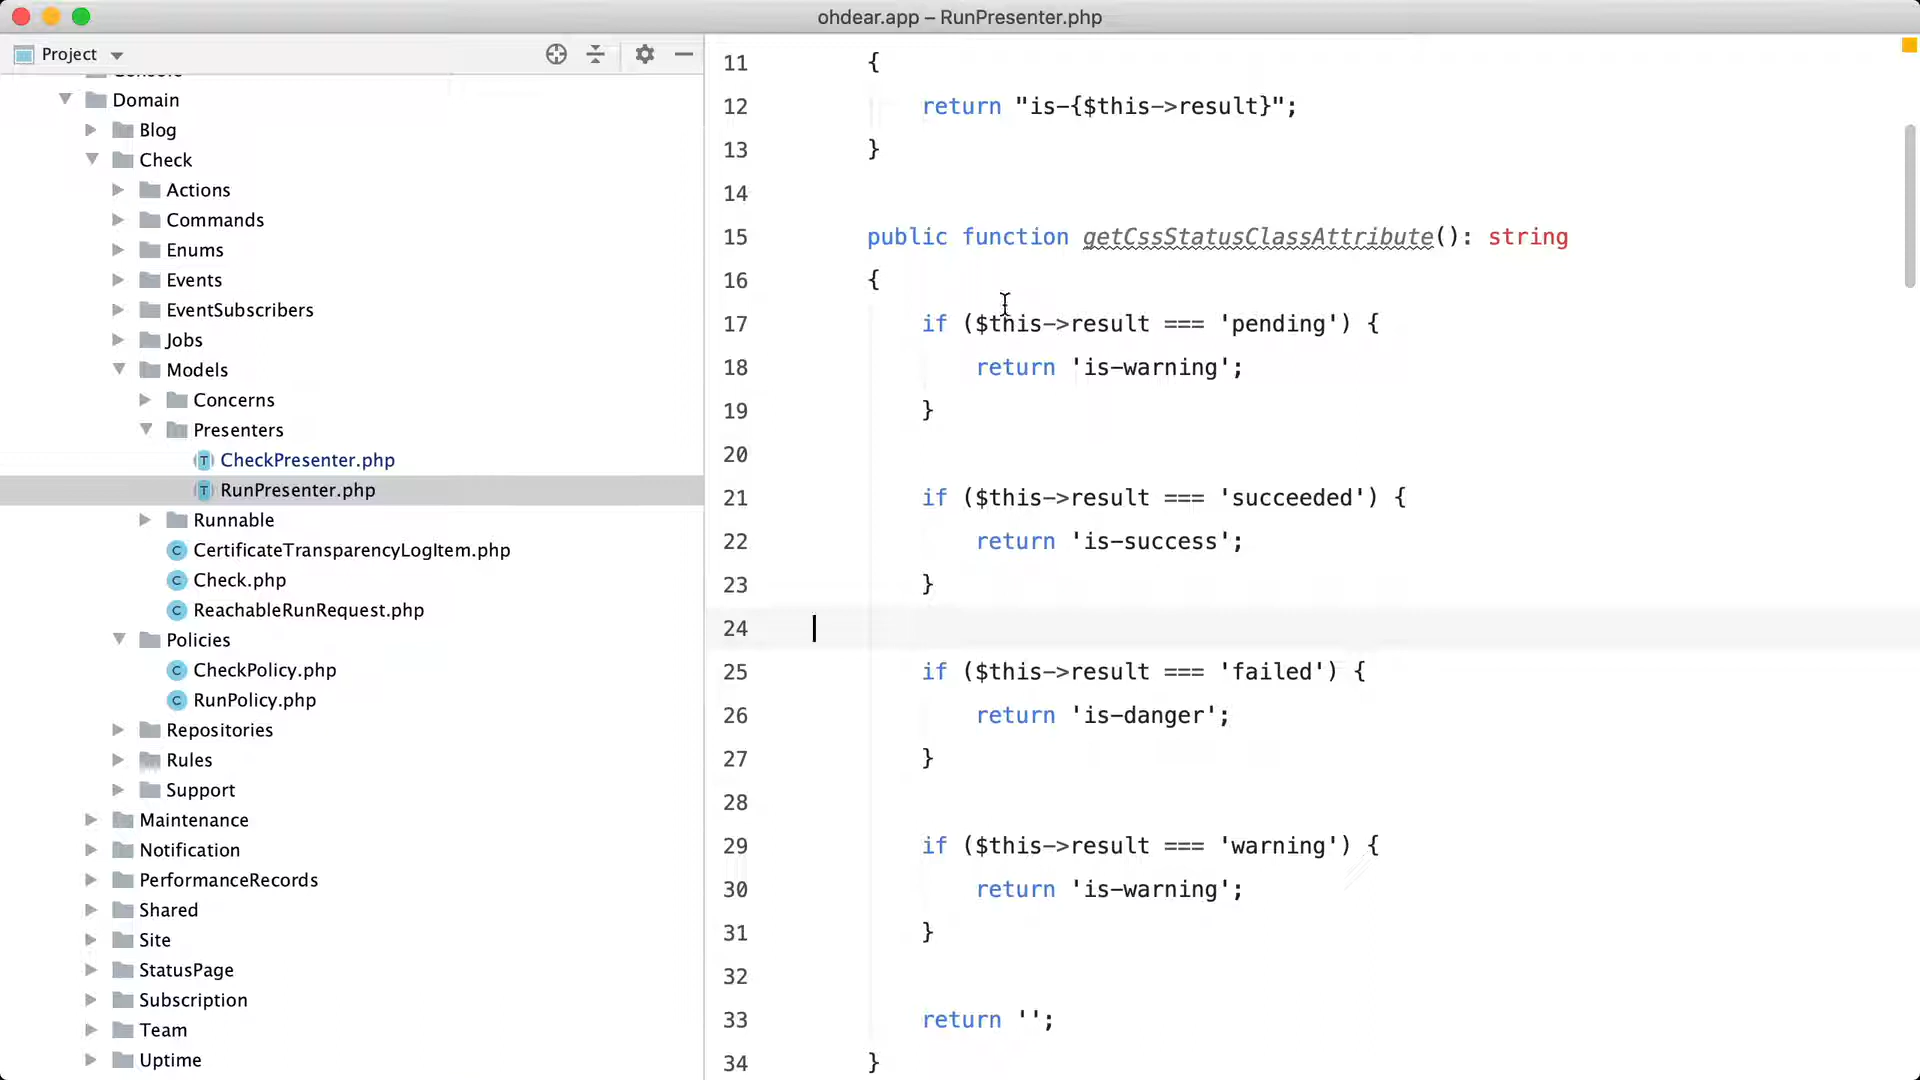 ohdear.app – RunPresenter.php
Project
Console
Domain
Blog
Check
Actions
Commands
Enums
Events
EventSubscribers
Jobs
Models
Concerns
Presenters
T CheckPresenter.php
T RunPresenter.php
Runnable
C CertificateTransparencyLogItem.php
C Check.php
C ReachableRunRequest.php
Policies
C CheckPolicy.php
C RunPolicy.php
Repositories
Rules
Support
Maintenance
Notification
PerformanceRecords
Shared
Site
StatusPage
Subscription
Team
Uptime
11 {
12 return "is-{$this->result}";
13 }
14
15 public function getCssStatusClassAttribute(): string
16 {
17 if ($this->result === 'pending') {
18 return 'is-warning';
19 }
20
21 if ($this->result === 'succeeded') {
22 return 'is-success';
23 }
24
25 if ($this->result === 'failed') {
26 return 'is-danger';
27 }
28
29 if ($this->result === 'warning') {
30 return 'is-warning';
31 }
32
33 return '';
34 }